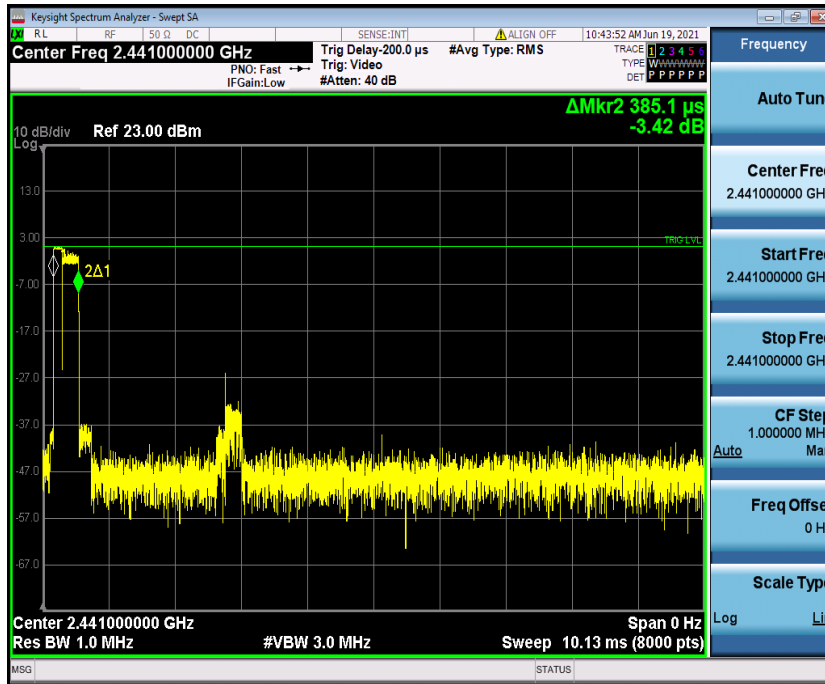 Keysight Spectrum Analyzer - Swept SA
LXI RL RF 50 Ω DC SENSE:INT ALIGN OFF 10:43:52 AM Jun 19, 2021
Center Freq 2.441000000 GHz Trig Delay-200.0 µs #Avg Type: RMS TRACE 1 2 3 4 5 6
PNO: Fast Trig: Video TYPE WWWWWW
IFGain:Low #Atten: 40 dB DET P P P P P P
ΔMkr2 385.1 µs
-3.42 dB
10 dB/div Ref 23.00 dBm
Log
13.0
3.00
TRIG LVL
2Δ1
-7.00
-17.0
-27.0
-37.0
-47.0
-57.0
-67.0
Center 2.441000000 GHz Span 0 Hz
Res BW 1.0 MHz #VBW 3.0 MHz Sweep 10.13 ms (8000 pts)
MSG STATUS
Frequency
Auto Tun
Center Fre
2.441000000 GH
Start Fre
2.441000000 GH
Stop Fre
2.441000000 GH
CF Ste
1.000000 MH
Auto Ma
Freq Offse
0 H
Scale Typ
Log Li